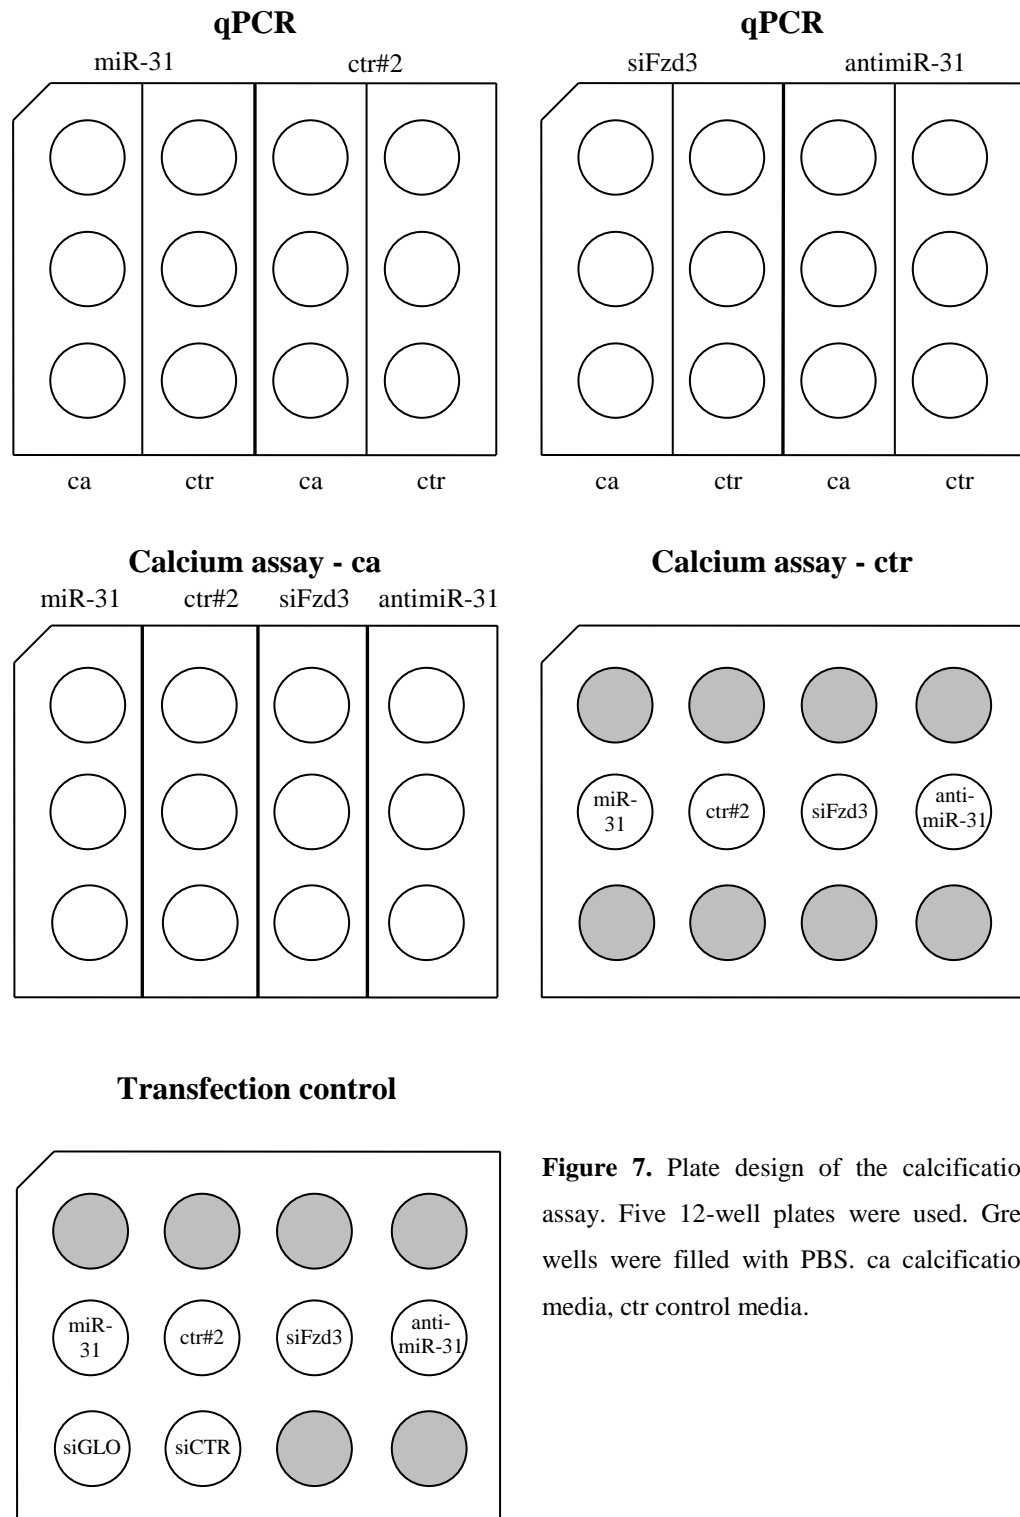 qPCR
miR-31 ctr#2
ca ctr ca ctr
qPCR
siFzd3 antimiR-31
ca ctr ca ctr
Calcium assay - ca
miR-31 ctr#2 siFzd3 antimiR-31
Calcium assay - ctr
miR-
31
ctr#2
siFzd3
anti-
miR-31
Transfection control
miR-
31
ctr#2
siFzd3
anti-
miR-31
siGLO
siCTR
Figure 7. Plate design of the calcificatio
assay. Five 12-well plates were used. Gre
wells were filled with PBS. ca calcificatio
media, ctr control media.